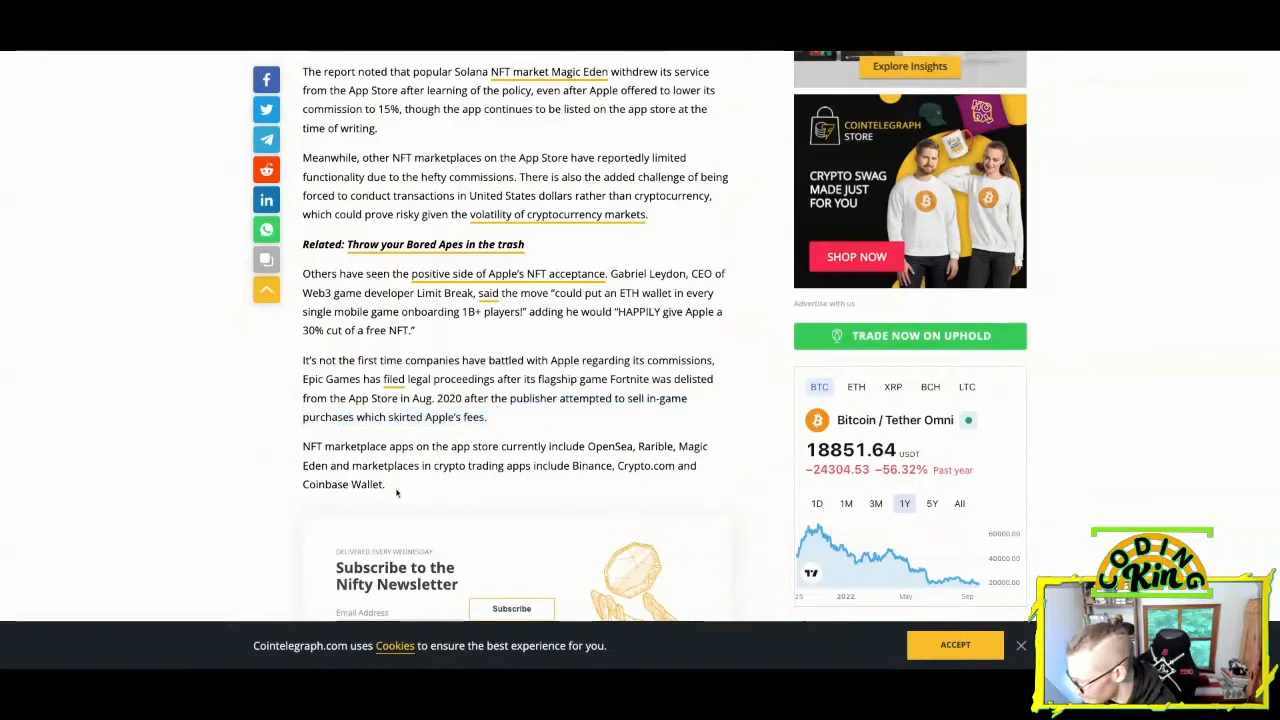 The report noted that popular Solana NFT market Magic Eden withdrew its service
from the App Store after learning of the policy, even after Apple offered to lower its
commission to 15%, though the app continues to be listed on the app store at the
time of writing.
Meanwhile, other NFT marketplaces on the App Store have reportedly limited
functionality due to the hefty commissions. There is also the added challenge of being
forced to conduct transactions in United States dollars rather than cryptocurrency,
which could prove risky given the volatility of cryptocurrency markets.
Related: Throw your Bored Apes in the trash
Others have seen the positive side of Apple's NFT acceptance. Gabriel Leydon, CEO of
Web3 game developer Limit Break, said the move “could put an ETH wallet in every
single mobile game onboarding 1B+ players!” adding he would “HAPPILY give Apple a
30% cut of a free NFT.”
It's not the first time companies have battled with Apple regarding its commissions,
Epic Games has filed legal proceedings after its flagship game Fortnite was delisted
from the App Store in Aug. 2020 after the publisher attempted to sell in-game
purchases which skirted Apple's fees.
NFT marketplace apps on the app store currently include OpenSea, Rarible, Magic
Eden and marketplaces in crypto trading apps include Binance, Crypto.com and
Coinbase Wallet.
DELIVERED EVERY WEDNESDAY
Subscribe to the
Nifty Newsletter
Email Address
Subscribe
Explore Insights
COINTELEGRAPH
STORE
CRYPTO SWAG
MADE JUST
FOR YOU
SHOP NOW
HODL
Advertise with us
TRADE NOW ON UPHOLD
BTC ETH XRP BCH LTC
Bitcoin / Tether Omni
18851.64 USDT
−24304.53 −56.32% Past year
1D 1M 3M 1Y 5Y All
60000.00
40000.00
20000.00
25 2022 May Sep
Cointelegraph.com uses Cookies to ensure the best experience for you.
ACCEPT
CODING
King